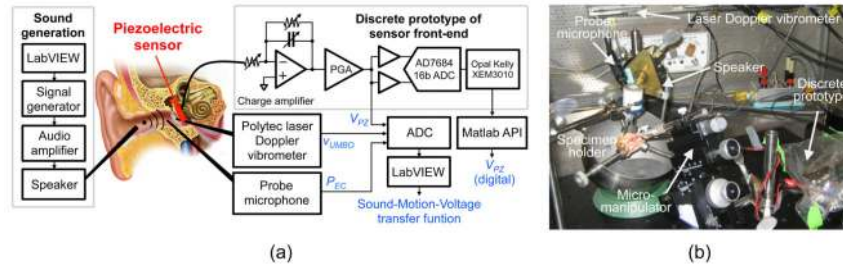 Sound
generation
LabVIEW
Signal
generator
Audio
amplifier
Speaker
Piezoelectric
sensor
Discrete prototype of
sensor front-end
Charge amplifier
PGA
AD7684
16b ADC
Opal Kelly
XEM3010
Polytec laser
Doppler
vibrometer
Probe
microphone
V_PZ
V_UMBO
P_EC
ADC
LabVIEW
Sound-Motion-Voltage
transfer funtion
Matlab API
V_PZ
(digital)
(a)
Laser Doppler vibrometer
Probe
microphone
Speaker
Discrete
prototype
Specimen
holder
Micro-
manipulator
(b)